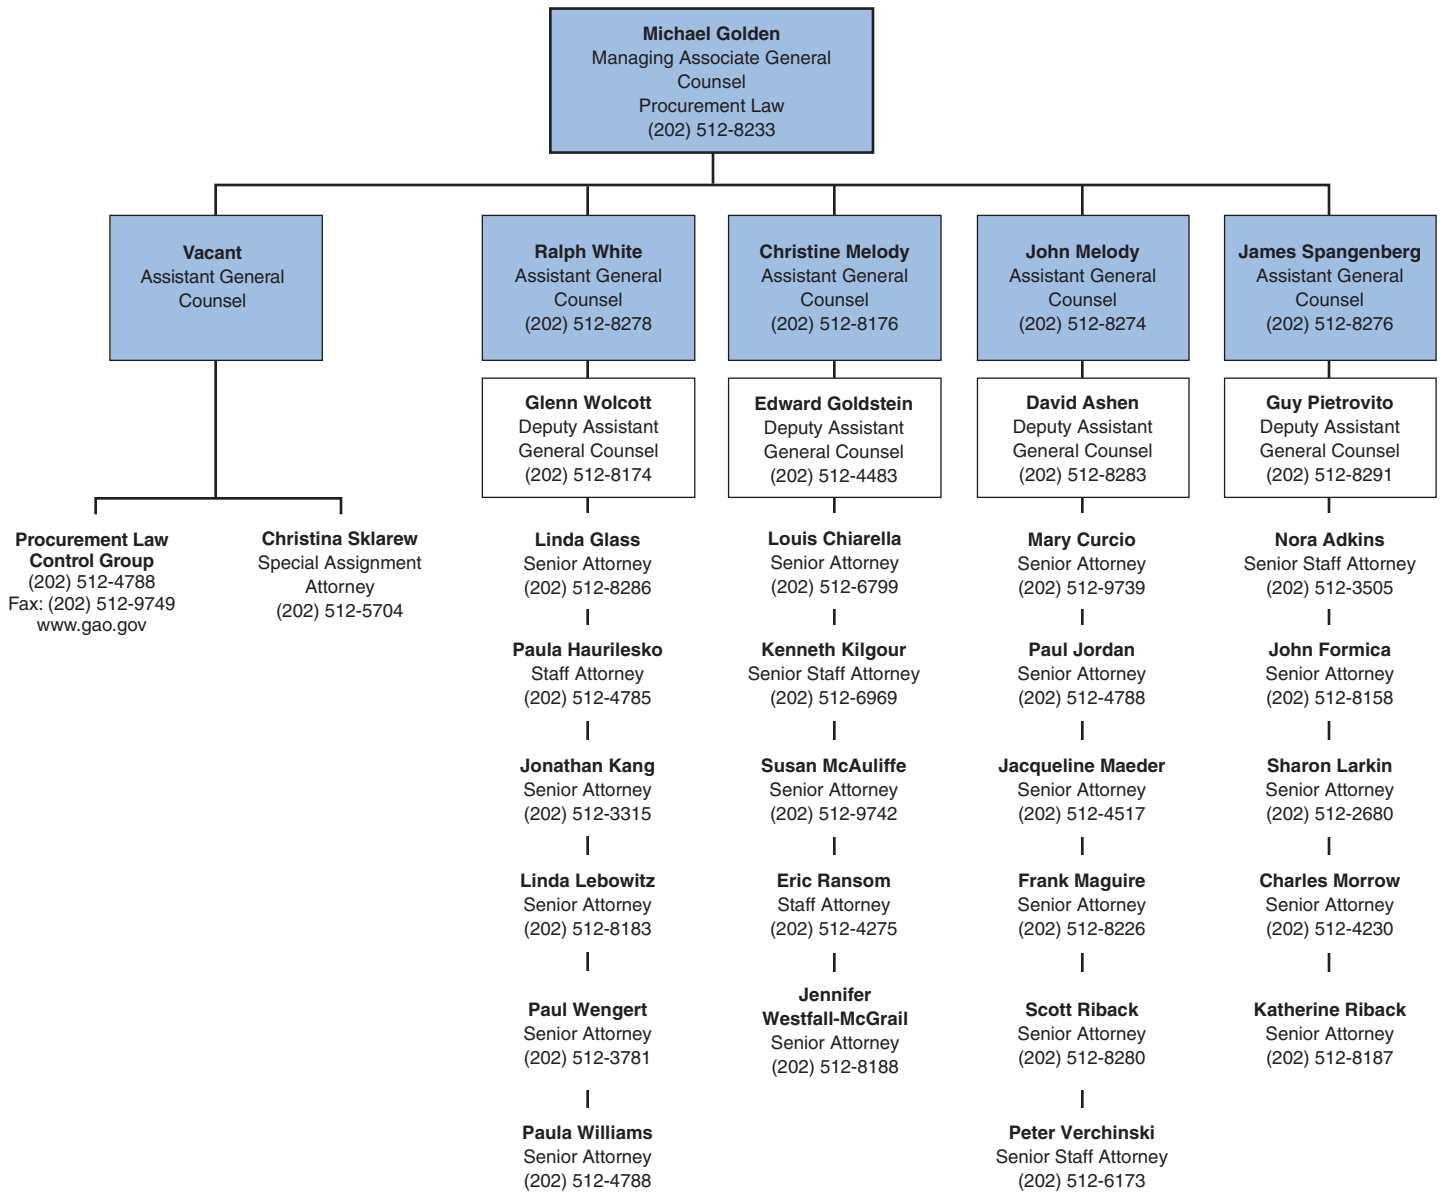 Michael Golden
Managing Associate General
Counsel
Procurement Law
(202) 512-8233
Vacant
Assistant General
Counsel
Procurement Law
Control Group
(202) 512-4788
Fax: (202) 512-9749
www.gao.gov
Christina Sklarew
Special Assignment
Attorney
(202) 512-5704
Ralph White
Assistant General
Counsel
(202) 512-8278
Glenn Wolcott
Deputy Assistant
General Counsel
(202) 512-8174
Linda Glass
Senior Attorney
(202) 512-8286
Paula Haurilesko
Staff Attorney
(202) 512-4785
Jonathan Kang
Senior Attorney
(202) 512-3315
Linda Lebowitz
Senior Attorney
(202) 512-8183
Paul Wengert
Senior Attorney
(202) 512-3781
Paula Williams
Senior Attorney
(202) 512-4788
Christine Melody
Assistant General
Counsel
(202) 512-8176
Edward Goldstein
Deputy Assistant
General Counsel
(202) 512-4483
Louis Chiarella
Senior Attorney
(202) 512-6799
Kenneth Kilgour
Senior Staff Attorney
(202) 512-6969
Susan McAuliffe
Senior Attorney
(202) 512-9742
Eric Ransom
Staff Attorney
(202) 512-4275
Jennifer
Westfall-McGrail
Senior Attorney
(202) 512-8188
John Melody
Assistant General
Counsel
(202) 512-8274
David Ashen
Deputy Assistant
General Counsel
(202) 512-8283
Mary Curcio
Senior Attorney
(202) 512-9739
Paul Jordan
Senior Attorney
(202) 512-4788
Jacqueline Maeder
Senior Attorney
(202) 512-4517
Frank Maguire
Senior Attorney
(202) 512-8226
Scott Riback
Senior Attorney
(202) 512-8280
Peter Verchinski
Senior Staff Attorney
(202) 512-6173
James Spangenberg
Assistant General
Counsel
(202) 512-8276
Guy Pietrovito
Deputy Assistant
General Counsel
(202) 512-8291
Nora Adkins
Senior Staff Attorney
(202) 512-3505
John Formica
Senior Attorney
(202) 512-8158
Sharon Larkin
Senior Attorney
(202) 512-2680
Charles Morrow
Senior Attorney
(202) 512-4230
Katherine Riback
Senior Attorney
(202) 512-8187